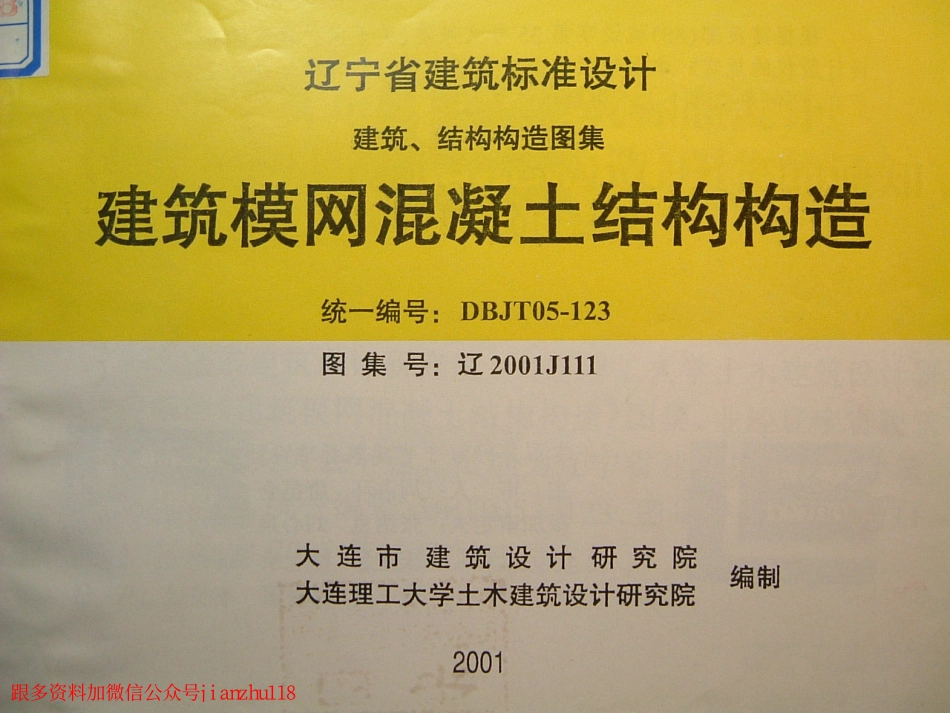 辽宁省建筑标准设计
建筑、结构构造图集
建筑模网混凝土结构构造
统一编号：DBJT05-123
图集号：辽2001J111
大连市建筑设计研究院
大连理工大学土木建筑设计研究院
编制
2001
跟多资料加微信公众号jianzhu118